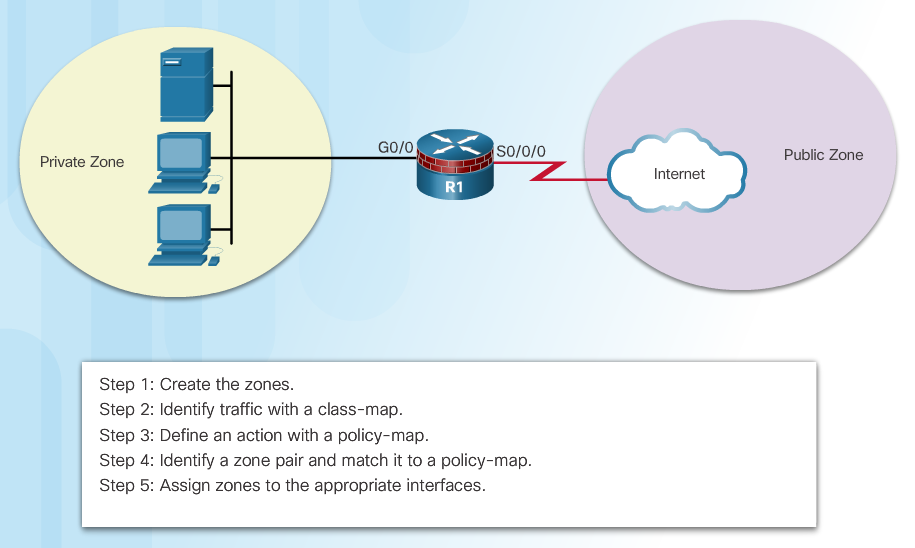 Private Zone
G0/0
S0/0/0
R1
Internet
Public Zone
Step 1: Create the zones.
Step 2: Identify traffic with a class-map.
Step 3: Define an action with a policy-map.
Step 4: Identify a zone pair and match it to a policy-map.
Step 5: Assign zones to the appropriate interfaces.